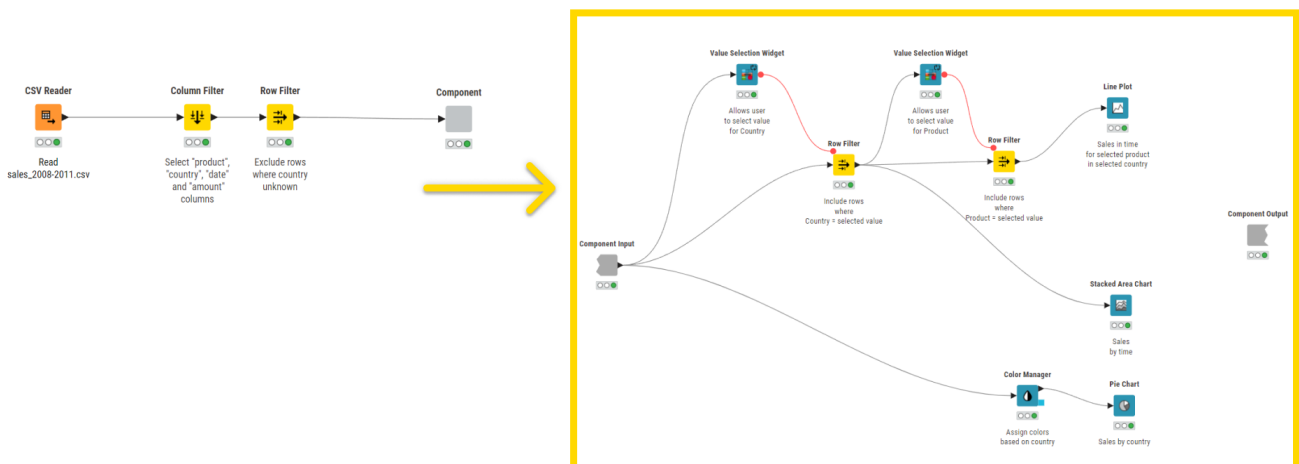 CSV Reader
Read
sales_2008-2011.csv
Column Filter
Select "product",
"country", "date"
and "amount"
columns
Row Filter
Exclude rows
where country
unknown
Component
Component Input
Value Selection Widget
Allows user
to select value
for Country
Row Filter
Include rows
where
Country = selected value
Value Selection Widget
Allows user
to select value
for Product
Row Filter
Include rows
where
Product = selected value
Line Plot
Sales in time
for selected product
in selected country
Component Output
Stacked Area Chart
Sales
by time
Color Manager
Assign colors
based on country
Pie Chart
Sales by country